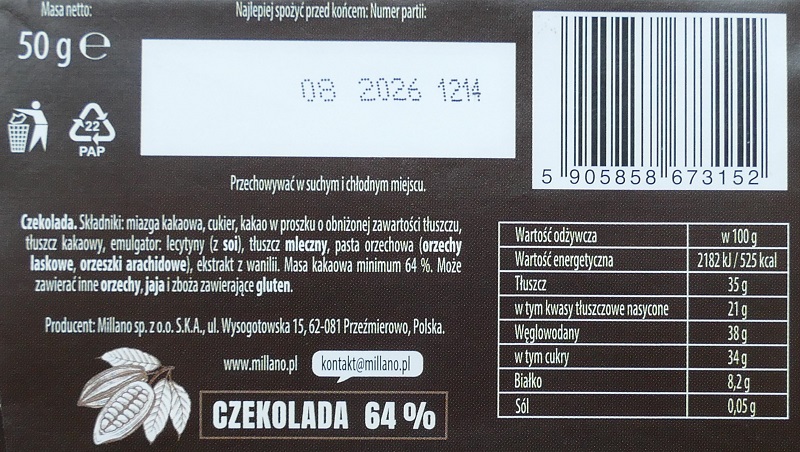 Masa netto:
50 g ℮
Najlepiej spożyć przed końcem: Numer partii:
08 2026 1214
22
PAP
5 905858 673152
Przechowywać w suchym i chłodnym miejscu.
Czekolada. Składniki: miazga kakaowa, cukier, kakao w proszku o obniżonej zawartości tłuszczu,
tłuszcz kakaowy, emulgator: lecytyny (z soi), tłuszcz mleczny, pasta orzechowa (orzechy
laskowe, orzeszki arachidowe), ekstrakt z wanilii. Masa kakaowa minimum 64 %. Może
zawierać inne orzechy, jaja i zboża zawierające gluten.
Producent: Millano sp. z o.o. S.K.A., ul. Wysogotowska 15, 62-081 Przeźmierowo, Polska.
www.millano.pl kontakt@millano.pl
CZEKOLADA 64 %
Wartość odżywcza w 100 g
Wartość energetyczna 2182 kJ / 525 kcal
Tłuszcz 35 g
w tym kwasy tłuszczowe nasycone 21 g
Węglowodany 38 g
w tym cukry 34 g
Białko 8,2 g
Sól 0,05 g